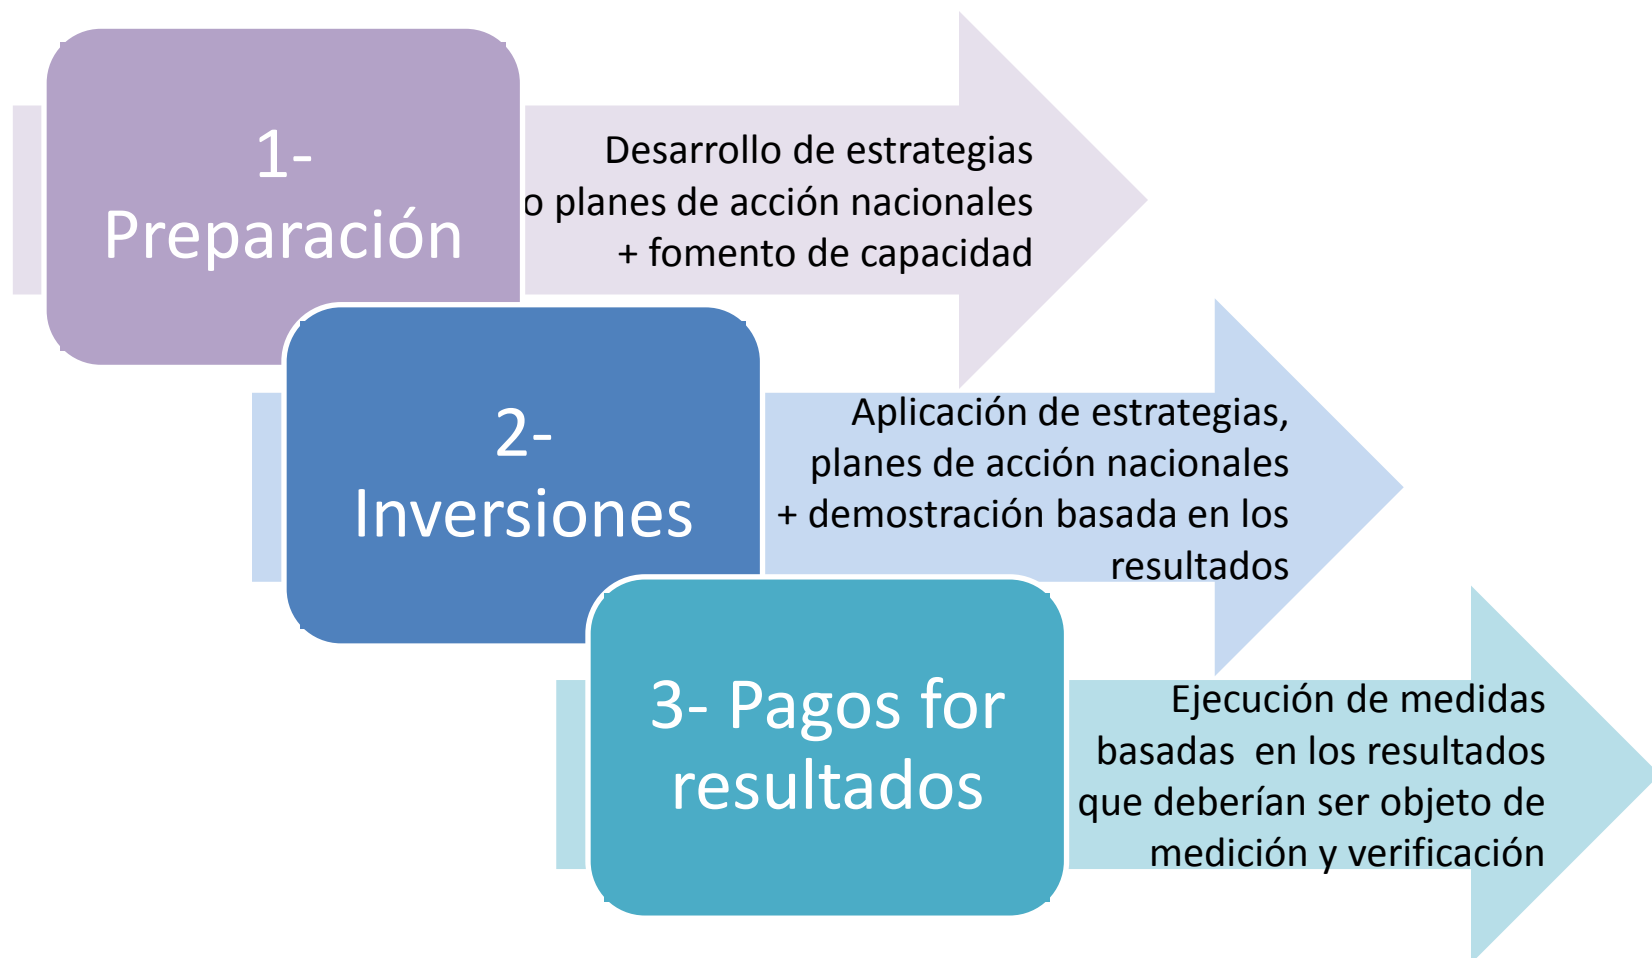 1-
Preparación
Desarrollo de estrategias
o planes de acción nacionales
+ fomento de capacidad
2-
Inversiones
Aplicación de estrategias,
planes de acción nacionales
+ demostración basada en los
resultados
3- Pagos for
resultados
Ejecución de medidas
basadas  en los resultados
que deberían ser objeto de
medición y verificación